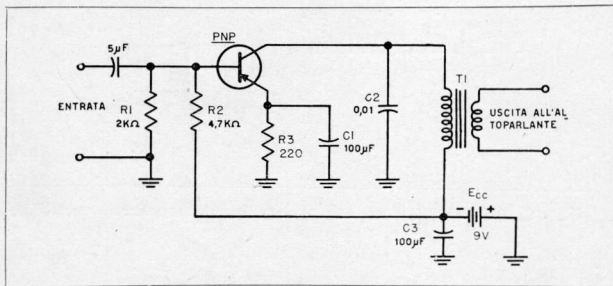 PNP
5µF
ENTRATA
R1
2KΩ
R2
4,7KΩ
R3
220
C1
100µF
C2
0,01
T1
USCITA ALL'AL
TOPARLANTE
C3
100µF
Ecc
- +
9V